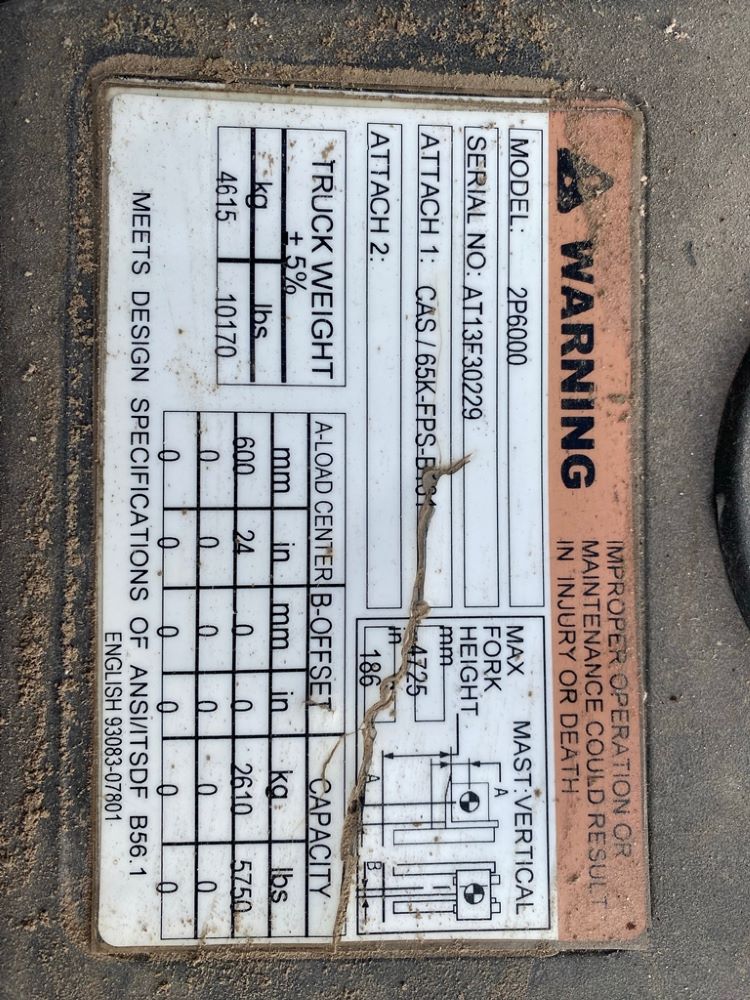 WARNING
IMPROPER OPERATION OR
MAINTENANCE COULD RESULT
IN INJURY OR DEATH
MODEL: 2P6000
SERIAL NO: AT13F30229
ATTACH 1: CAS / 65K-FPS-
ATTACH 2:
MAX
FORK
HEIGHT
mm 4725
in 186
MAST:VERTICAL
A
A B
TRUCK WEIGHT
± 5%
kg lbs
4615 10170
A-LOAD CENTER B-OFFSET CAPACITY
mm in mm in kg lbs
600 24 0 0 2610 5750
0 0 0 0 0 0
0 0 0 0 0 0
MEETS DESIGN SPECIFICATIONS OF ANSI/ITSDF B56.1
ENGLISH 93083-07801